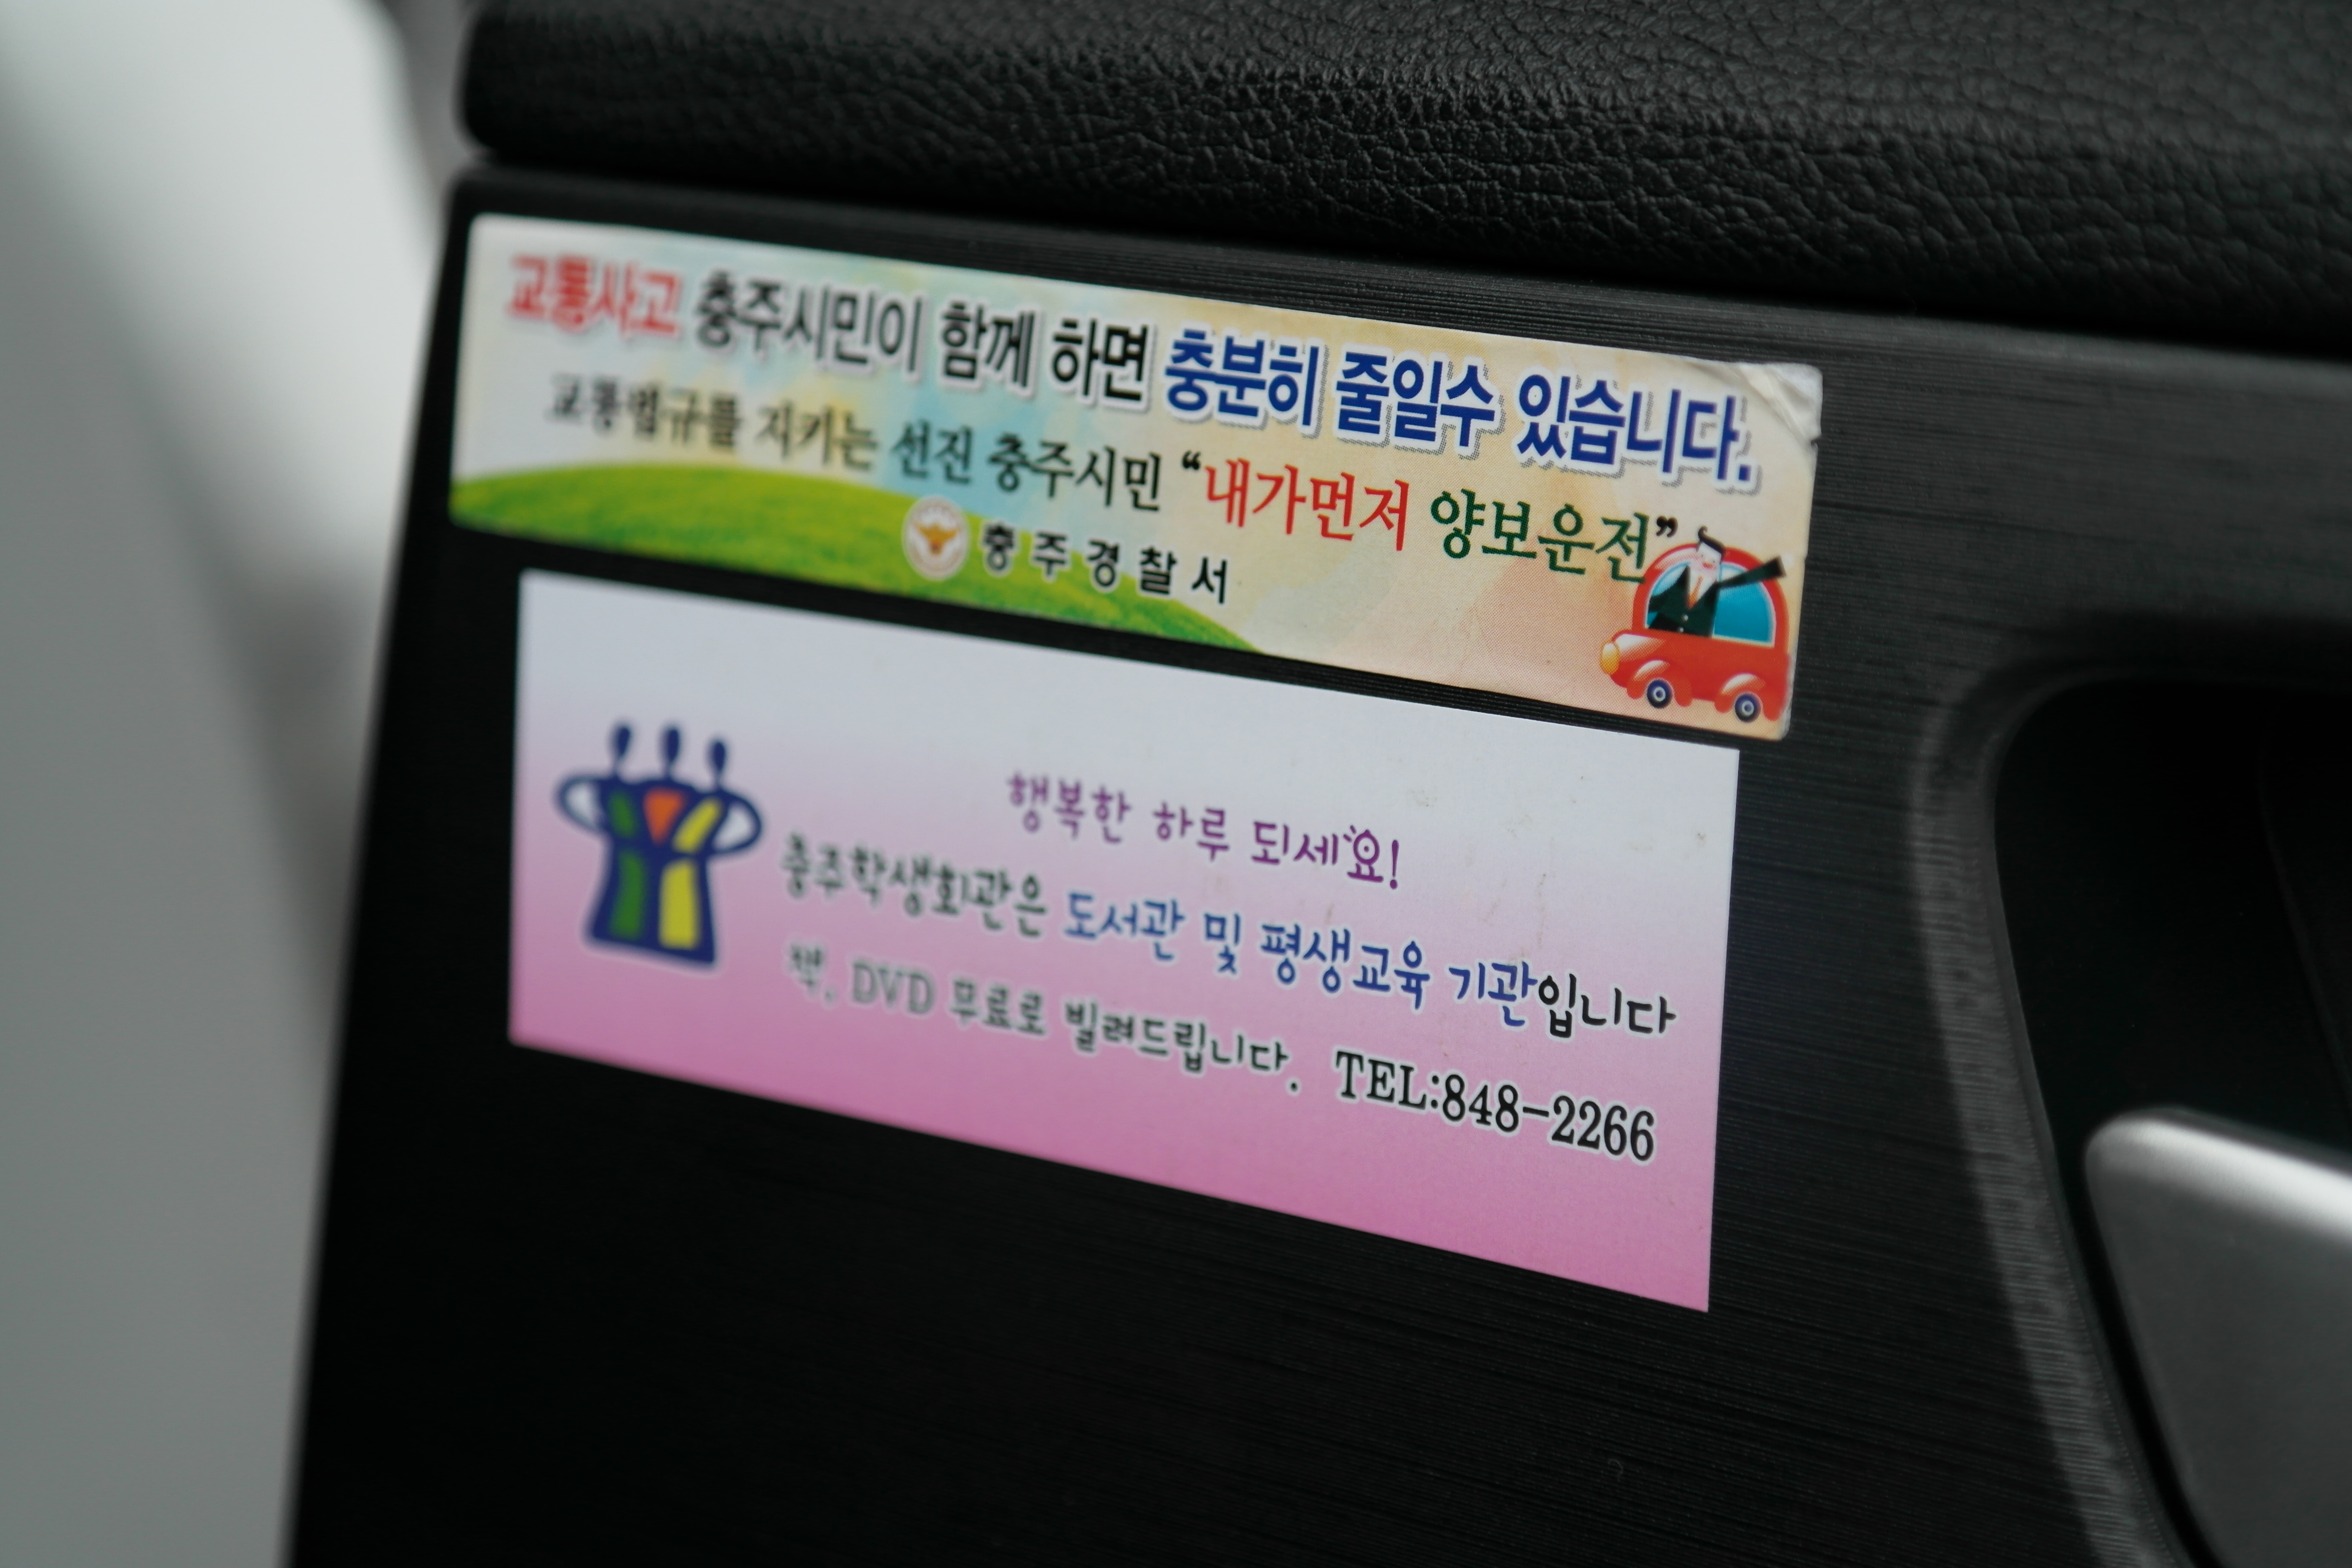 교통사고 충주시민이 함께 하면 충분히 줄일수 있습니다.
교통법규를 지키는 선진 충주시민 “내가먼저 양보운전”
충주경찰서
행복한 하루 되세요!
충주학생회관은 도서관 및 평생교육 기관입니다
책, DVD 무료로 빌려드립니다. TEL:848-2266